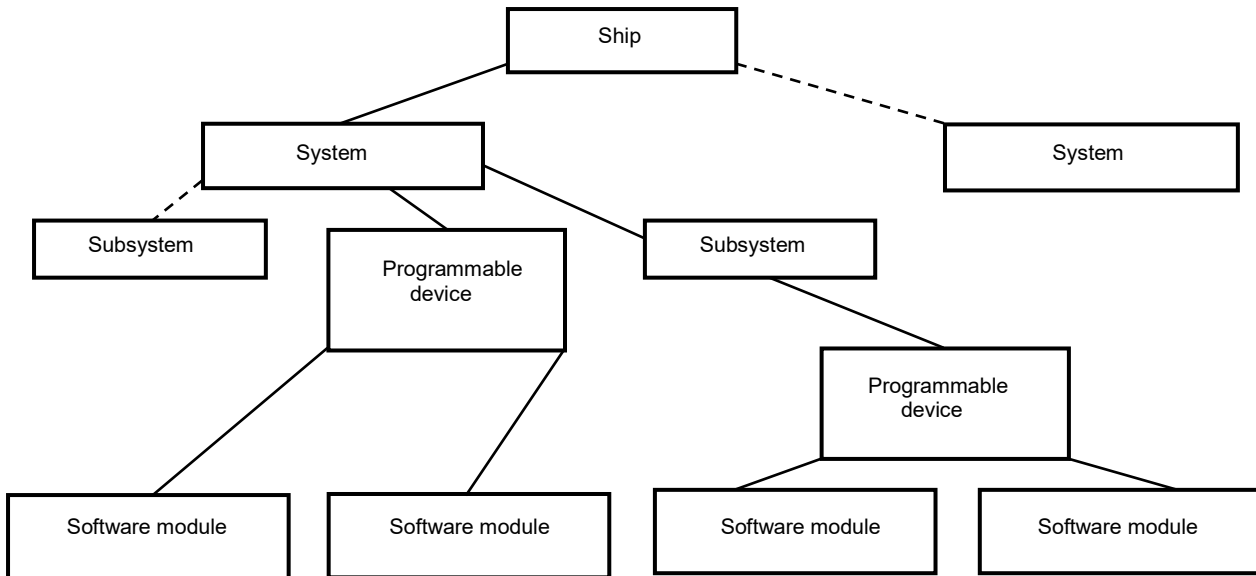 Ship
System
System
Subsystem
Programmable
device
Subsystem
Programmable
device
Software module
Software module
Software module
Software module